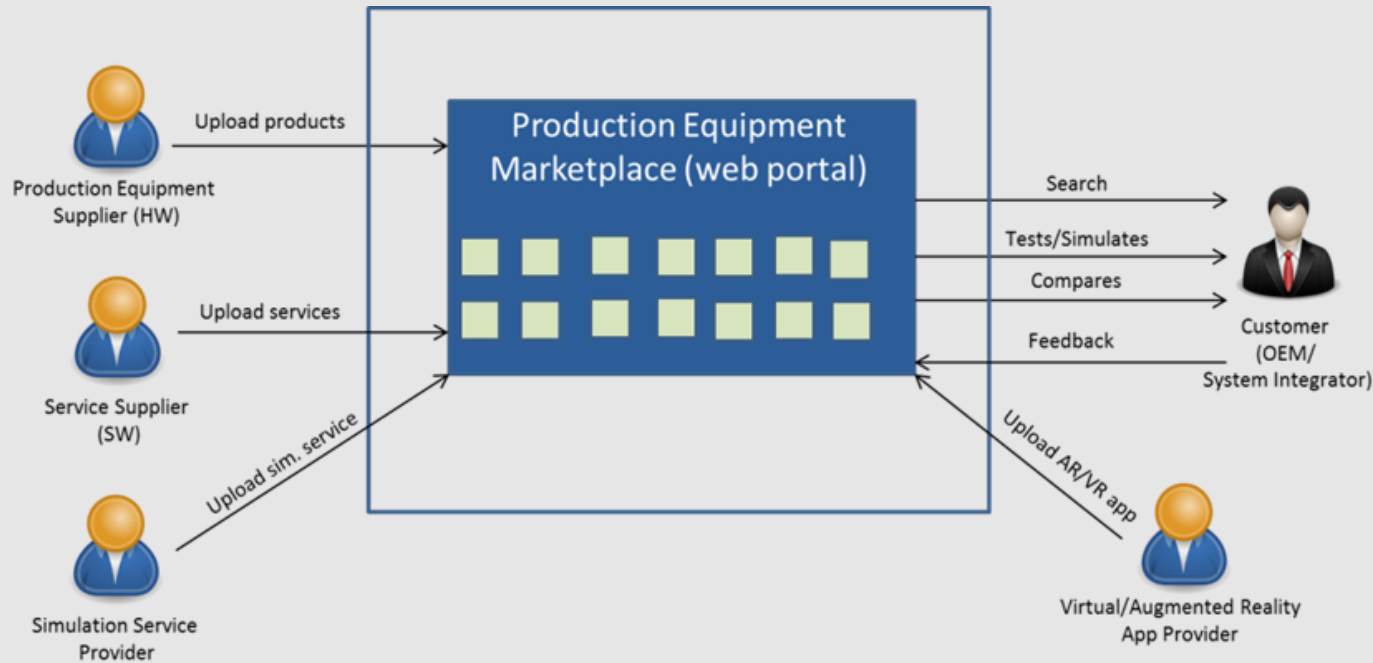 Production Equipment
Marketplace (web portal)
Upload products
Production Equipment
Supplier (HW)
Upload services
Service Supplier
(SW)
Upload sim. service
Simulation Service
Provider
Search
Tests/Simulates
Compares
Feedback
Customer
(OEM/
System Integrator)
Upload AR/VR app
Virtual/Augmented Reality
App Provider